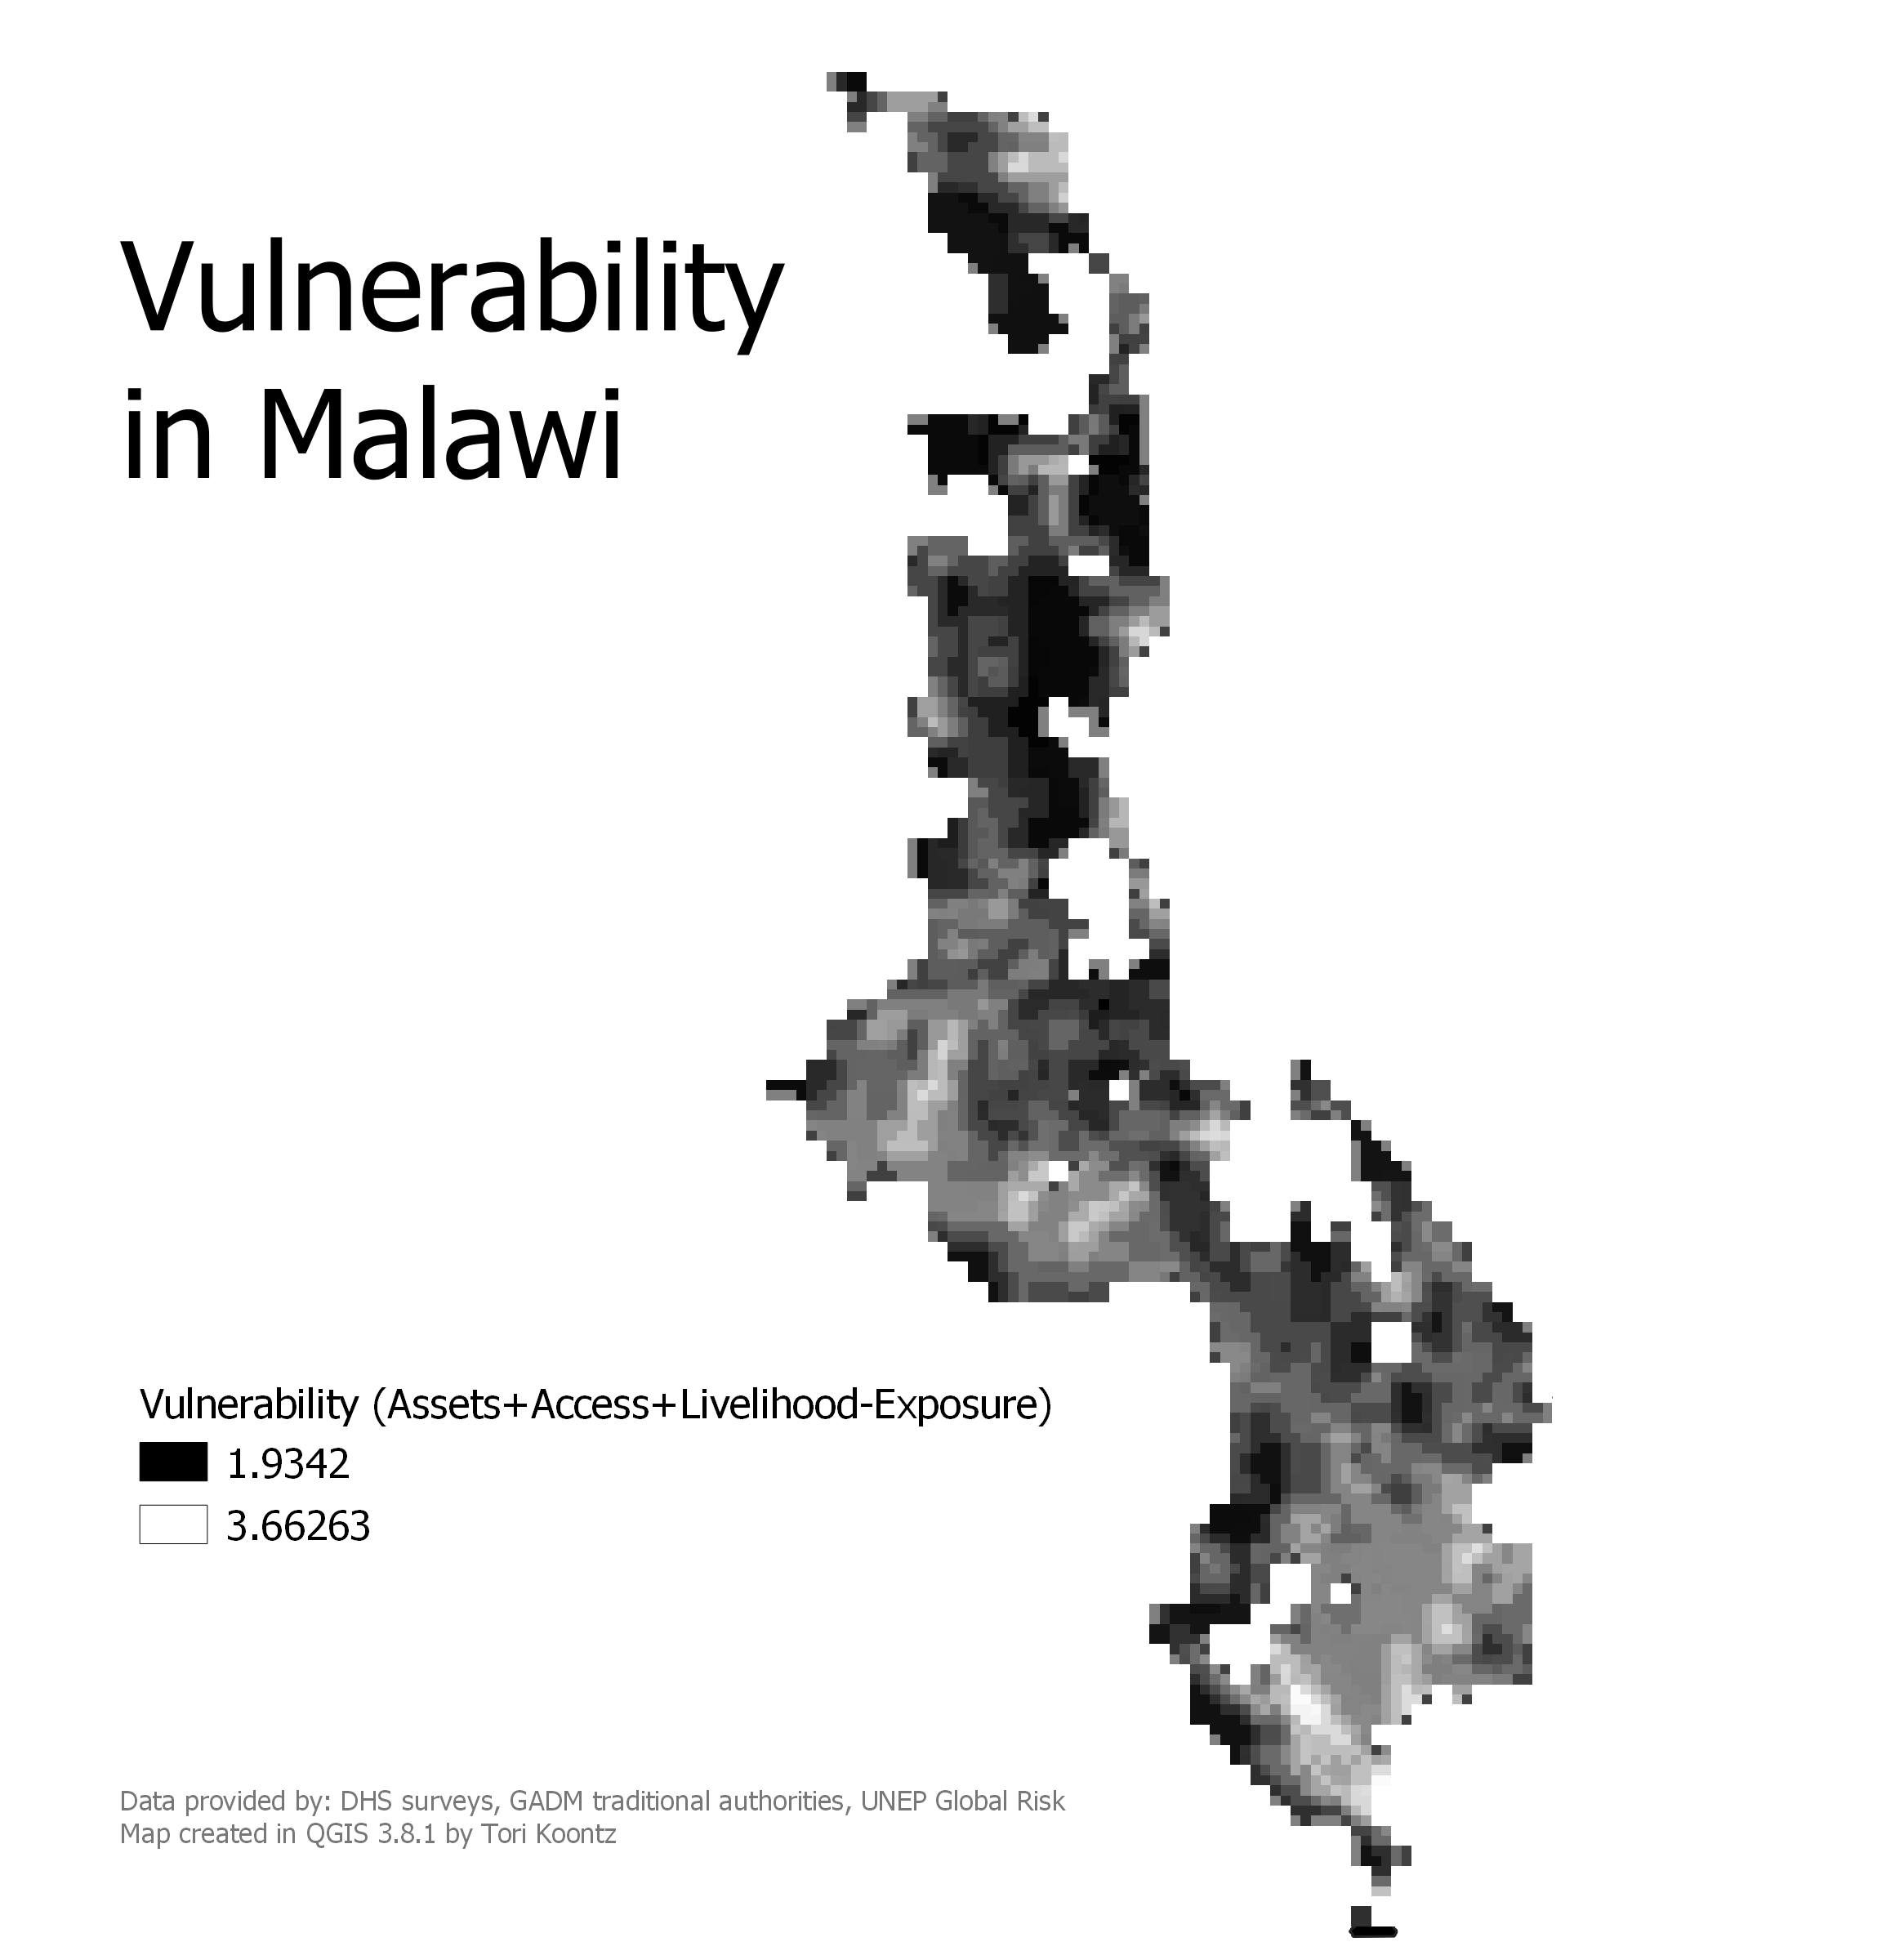 Vulnerability
in Malawi
Vulnerability (Assets+Access+Livelihood-Exposure)
1.9342
3.66263
Data provided by: DHS surveys, GADM traditional authorities, UNEP Global Risk
Map created in QGIS 3.8.1 by Tori Koontz